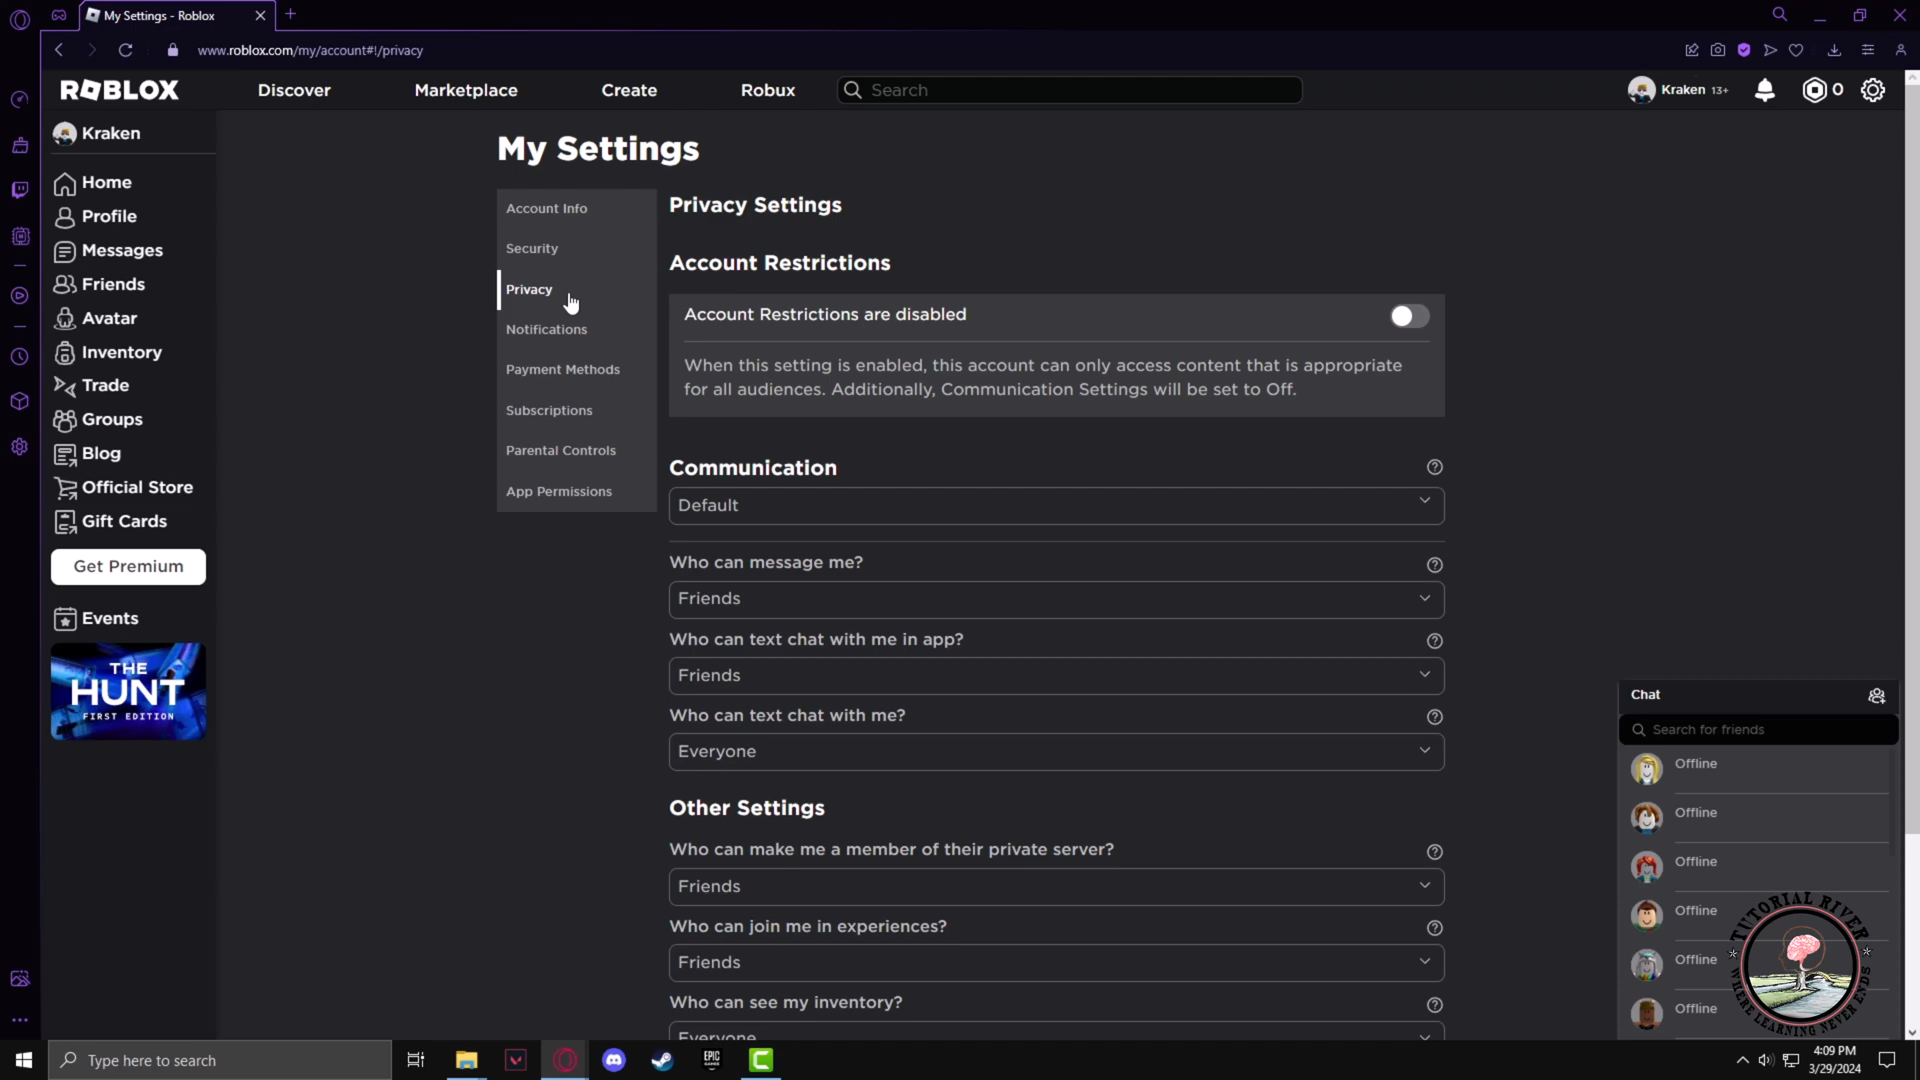 My Settings - Roblox
www.roblox.com/my/account#!/privacy
ROBLOX
Discover
Marketplace
Create
Robux
Search
Kraken 13+
0
Kraken
Home
Profile
Messages
Friends
Avatar
Inventory
Trade
Groups
Blog
Official Store
Gift Cards
Get Premium
Events
THE
HUNT
FIRST EDITION
My Settings
Account Info
Security
Privacy
Notifications
Payment Methods
Subscriptions
Parental Controls
App Permissions
Privacy Settings
Account Restrictions
Account Restrictions are disabled
When this setting is enabled, this account can only access content that is appropriate
for all audiences. Additionally, Communication Settings will be set to Off.
Communication
Default
Who can message me?
Friends
Who can text chat with me in app?
Friends
Who can text chat with me?
Everyone
Other Settings
Who can make me a member of their private server?
Friends
Who can join me in experiences?
Friends
Who can see my inventory?
Everyone
Chat
Search for friends
Offline
Offline
Offline
Offline
Offline
Offline
TUTORIAL RIVER
WHERE LEARNING NEVER ENDS
Type here to search
EPIC
GAMES
4:09 PM
3/29/2024